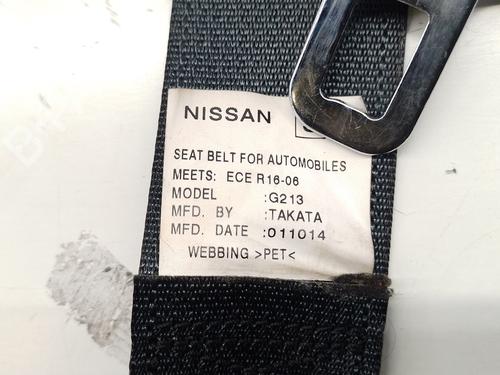 NISSAN
SEAT BELT FOR AUTOMOBILES
MEETS: ECE R16-06
MODEL :G213
MFD. BY :TAKATA
MFD. DATE :011014
WEBBING >PET<